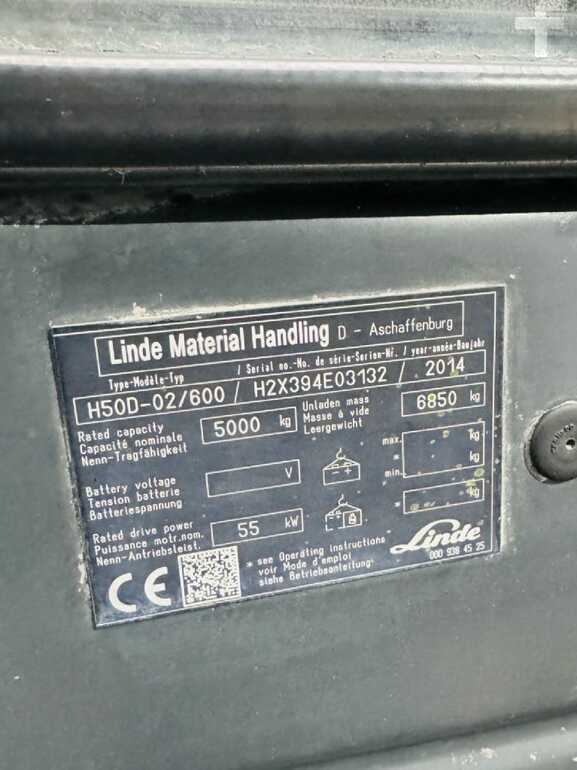 Linde Material Handling D - Aschaffenburg
Type-Modèle-Typ / Serial no.-No. de série-Serien-Nr. / year-année-Baujahr
H50D-02/600 / H2X394E03132 / 2014
Rated capacity
Capacité nominale
Nenn-Tragfähigkeit
5000 kg
Unladen mass
Masse à vide
Leergewicht
6850 kg
Battery voltage
Tension batterie
Batteriespannung
V
max. kg
* kg
min.
* kg
Rated drive power
Puissance motr.nom.
Nenn-Antriebsleist.
55 kW
CE
* see Operating instructions
voir Mode d'emploi
siehe Betriebsanleitung.
Linde
000 938 45 25